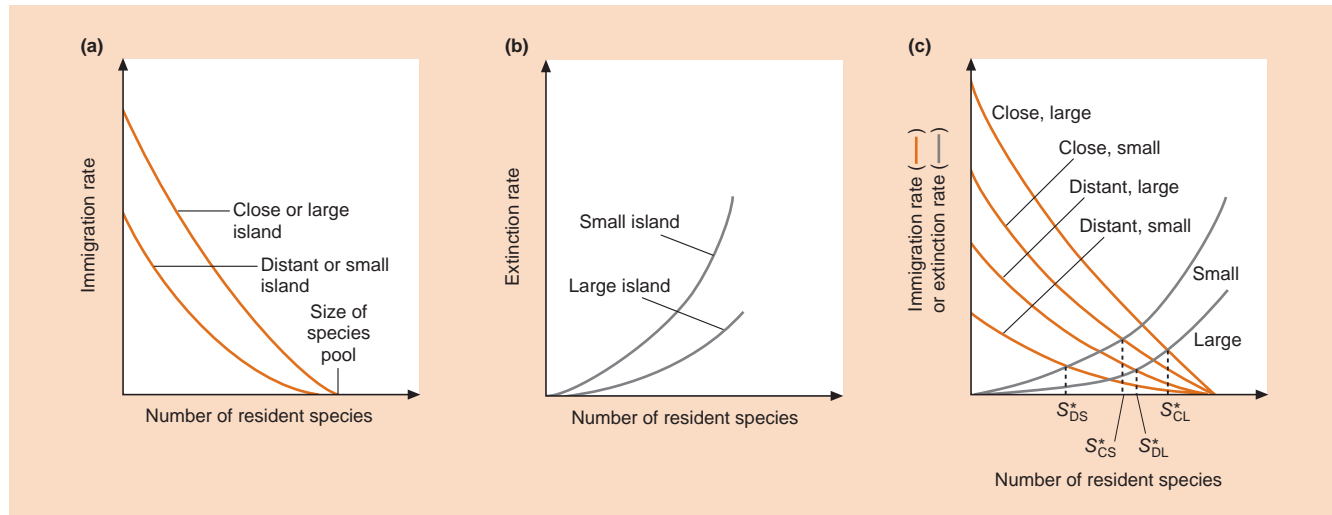 (a)
Immigration rate
Close or large
island
Distant or small
island
Size of
species
pool
Number of resident species
(b)
Extinction rate
Small island
Large island
Number of resident species
(c)
Immigration rate (—)
or extinction rate (—)
Close, large
Close, small
Distant, large
Distant, small
Small
Large
S*DS
S*CL
S*CS
S*DL
Number of resident species